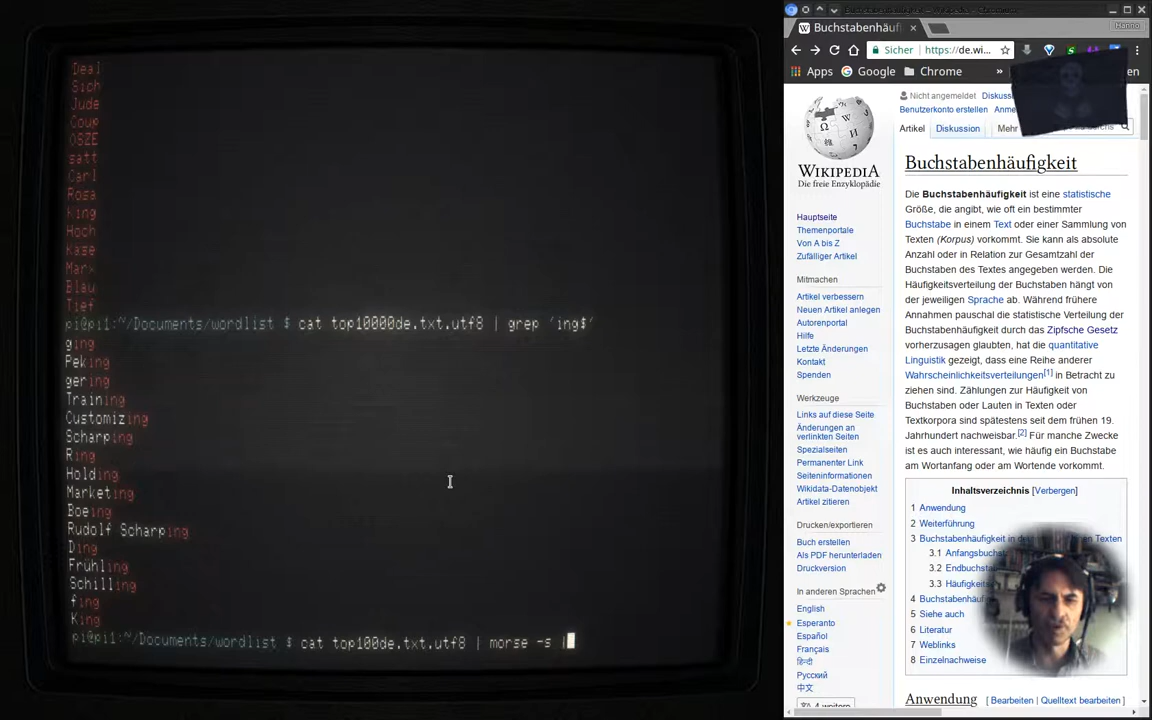 Deal
Sich
Jude
Coup
OSZE
satt
Carl
Rosa
King
Hoch
Käse
Marx
Blau
Tief
pi@pi1:~/Documents/wordlist $ cat top10000de.txt.utf8 | grep 'ing$'
ging
Peking
gering
Training
Customizing
Scharping
Ring
Holding
Marketing
Boeing
Rudolf Scharping
Ding
Frühling
Schilling
fing
King
pi@pi1:~/Documents/wordlist $ cat top100de.txt.utf8 | morse -s |
Buchstabenhäufi
Hanno
Sicher | https://de.wi...
Apps Google Chrome » en
Nicht angemeldet Diskuss
Benutzerkonto erstellen Anme
Artikel Diskussion Mehr
WIKIPEDIA
Die freie Enzyklopädie
Hauptseite
Themenportale
Von A bis Z
Zufälliger Artikel
Mitmachen
Artikel verbessern
Neuen Artikel anlegen
Autorenportal
Hilfe
Letzte Änderungen
Kontakt
Spenden
Werkzeuge
Links auf diese Seite
Änderungen an
verlinkten Seiten
Spezialseiten
Permanenter Link
Seiteninformationen
Wikidata-Datenobjekt
Artikel zitieren
Drucken/exportieren
Buch erstellen
Als PDF herunterladen
Druckversion
In anderen Sprachen
English
Esperanto
Español
Français
हिन्दी
Русский
中文
4 weitere
Buchstabenhäufigkeit
Die Buchstabenhäufigkeit ist eine statistische
Größe, die angibt, wie oft ein bestimmter
Buchstabe in einem Text oder einer Sammlung von
Texten (Korpus) vorkommt. Sie kann als absolute
Anzahl oder in Relation zur Gesamtzahl der
Buchstaben des Textes angegeben werden. Die
Häufigkeitsverteilung der Buchstaben hängt von
der jeweiligen Sprache ab. Während frühere
Annahmen pauschal die statistische Verteilung der
Buchstabenhäufigkeit durch das Zipfsche Gesetz
vorherzusagen glaubten, hat die quantitative
Linguistik gezeigt, dass eine Reihe anderer
Wahrscheinlichkeitsverteilungen[1] in Betracht zu
ziehen sind. Zählungen zur Häufigkeit von
Buchstaben oder Lauten in Texten oder
Textkorpora sind spätestens seit dem frühen 19.
Jahrhundert nachweisbar.[2] Für manche Zwecke
ist es auch interessant, wie häufig ein Buchstabe
am Wortanfang oder am Wortende vorkommt.
Inhaltsverzeichnis [Verbergen]
1 Anwendung
2 Weiterführung
3 Buchstabenhäufigkeit in Texten
3.1 Anfangsbuchst
3.2 Endbuchsta
3.3 Häufigkei
4 Buchstabenhäuf
5 Siehe auch
6 Literatur
7 Weblinks
8 Einzelnachweise
Anwendung [ Bearbeiten | Quelltext bearbeiten ]